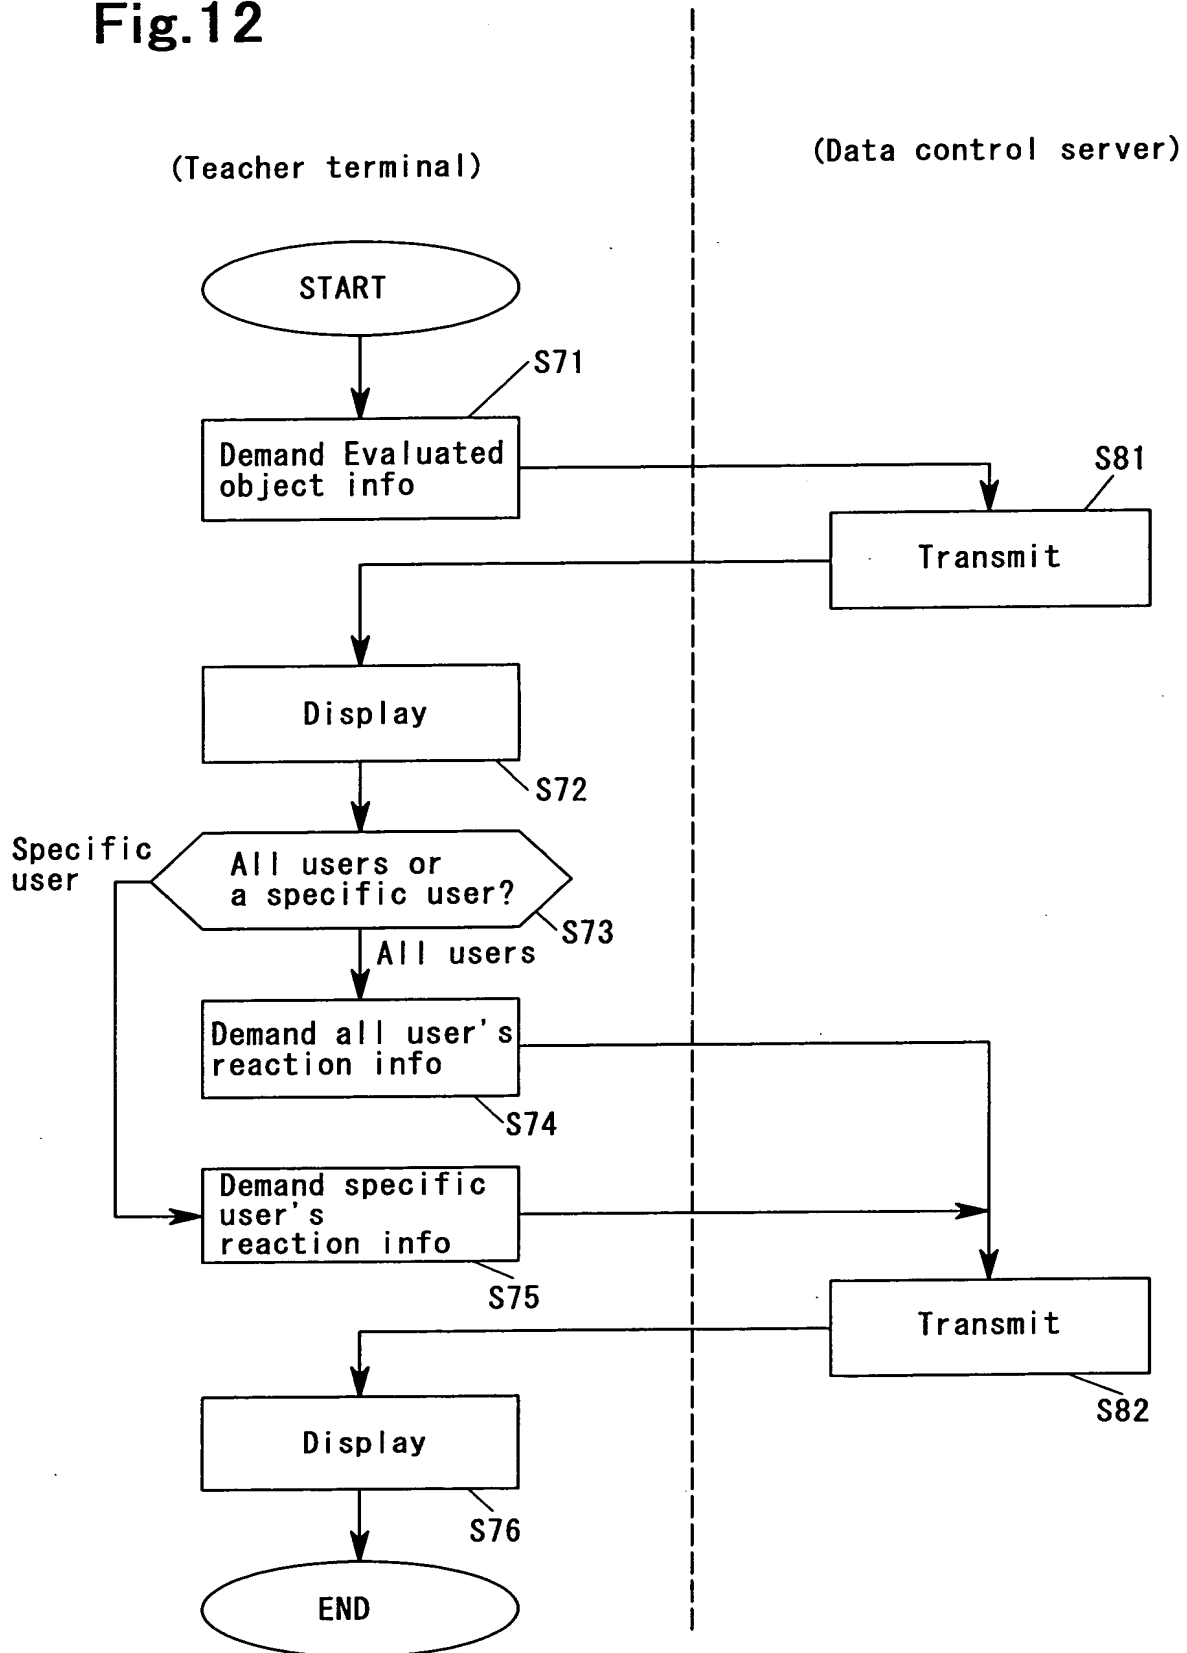 Fig.12
(Teacher terminal)
(Data control server)
START
S71
Demand Evaluated
object info
S81
Transmit
Display
S72
Specific
user
All users or
a specific user?
S73
All users
Demand all user's
reaction info
S74
Demand specific
user's
reaction info
S75
Transmit
S82
Display
S76
END